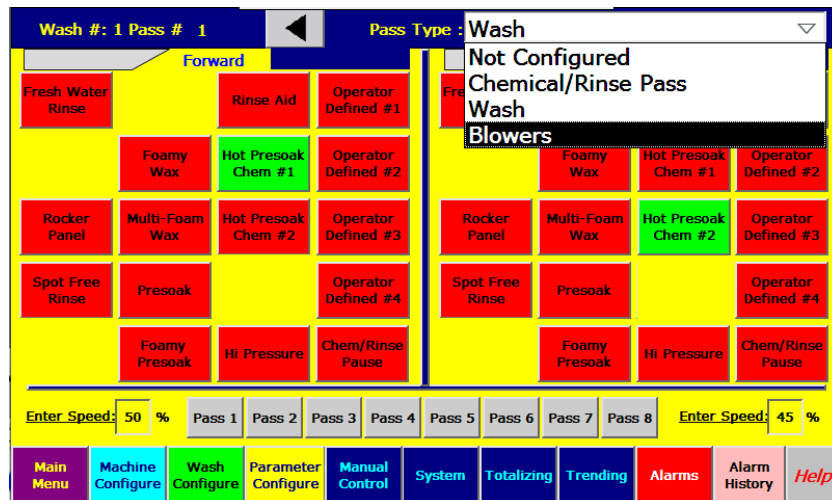 Wash #: 1 Pass # 1
Pass Type : Wash
Not Configured
Chemical/Rinse Pass
Wash
Blowers
Forward
Fresh Water
Rinse
Rinse Aid
Operator
Defined #1
Foamy
Wax
Hot Presoak
Chem #1
Operator
Defined #2
Rocker
Panel
Multi-Foam
Wax
Hot Presoak
Chem #2
Operator
Defined #3
Spot Free
Rinse
Presoak
Operator
Defined #4
Foamy
Presoak
Hi Pressure
Chem/Rinse
Pause
Fre
Foamy
Wax
Hot Presoak
Chem #1
Operator
Defined #2
Rocker
Panel
Multi-Foam
Wax
Hot Presoak
Chem #2
Operator
Defined #3
Spot Free
Rinse
Presoak
Operator
Defined #4
Foamy
Presoak
Hi Pressure
Chem/Rinse
Pause
Enter Speed: 50 %
Pass 1 Pass 2 Pass 3 Pass 4 Pass 5 Pass 6 Pass 7 Pass 8
Enter Speed: 45 %
Main
Menu
Machine
Configure
Wash
Configure
Parameter
Configure
Manual
Control
System
Totalizing
Trending
Alarms
Alarm
History
Help